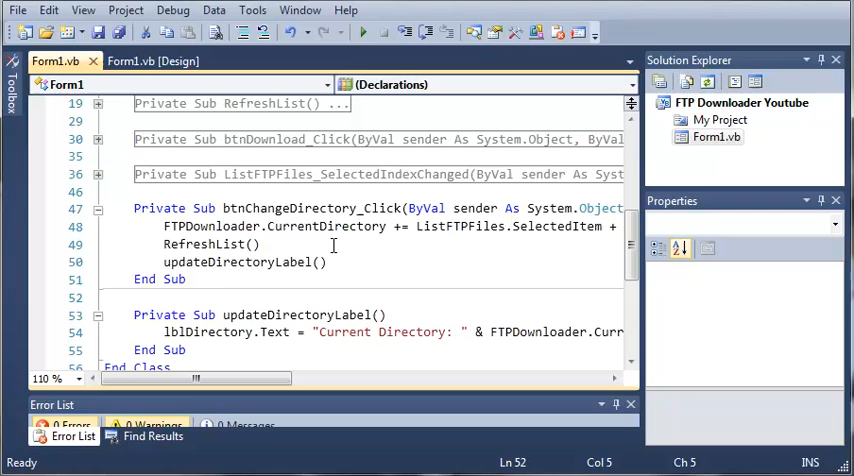 File Edit View Project Debug Data Tools Window Help
Form1.vb Form1.vb [Design]
Form1 (Declarations)
Toolbox
19 Private Sub RefreshList() ...
29
30 Private Sub btnDownload_Click(ByVal sender As System.Object, ByVal
35
36 Private Sub ListFTPFiles_SelectedIndexChanged(ByVal sender As Sys
46
47 Private Sub btnChangeDirectory_Click(ByVal sender As System.Object
48 FTPDownloader.CurrentDirectory += ListFTPFiles.SelectedItem +
49 RefreshList()
50 updateDirectoryLabel()
51 End Sub
52
53 Private Sub updateDirectoryLabel()
54 lblDirectory.Text = "Current Directory: " & FTPDownloader.Curr
55 End Sub
56 End Class
110 %
Solution Explorer
FTP Downloader Youtube
My Project
Form1.vb
Properties
Error List
0 Errors 0 Warnings 0 Messages
Error List Find Results
Ready Ln 52 Col 5 Ch 5 INS